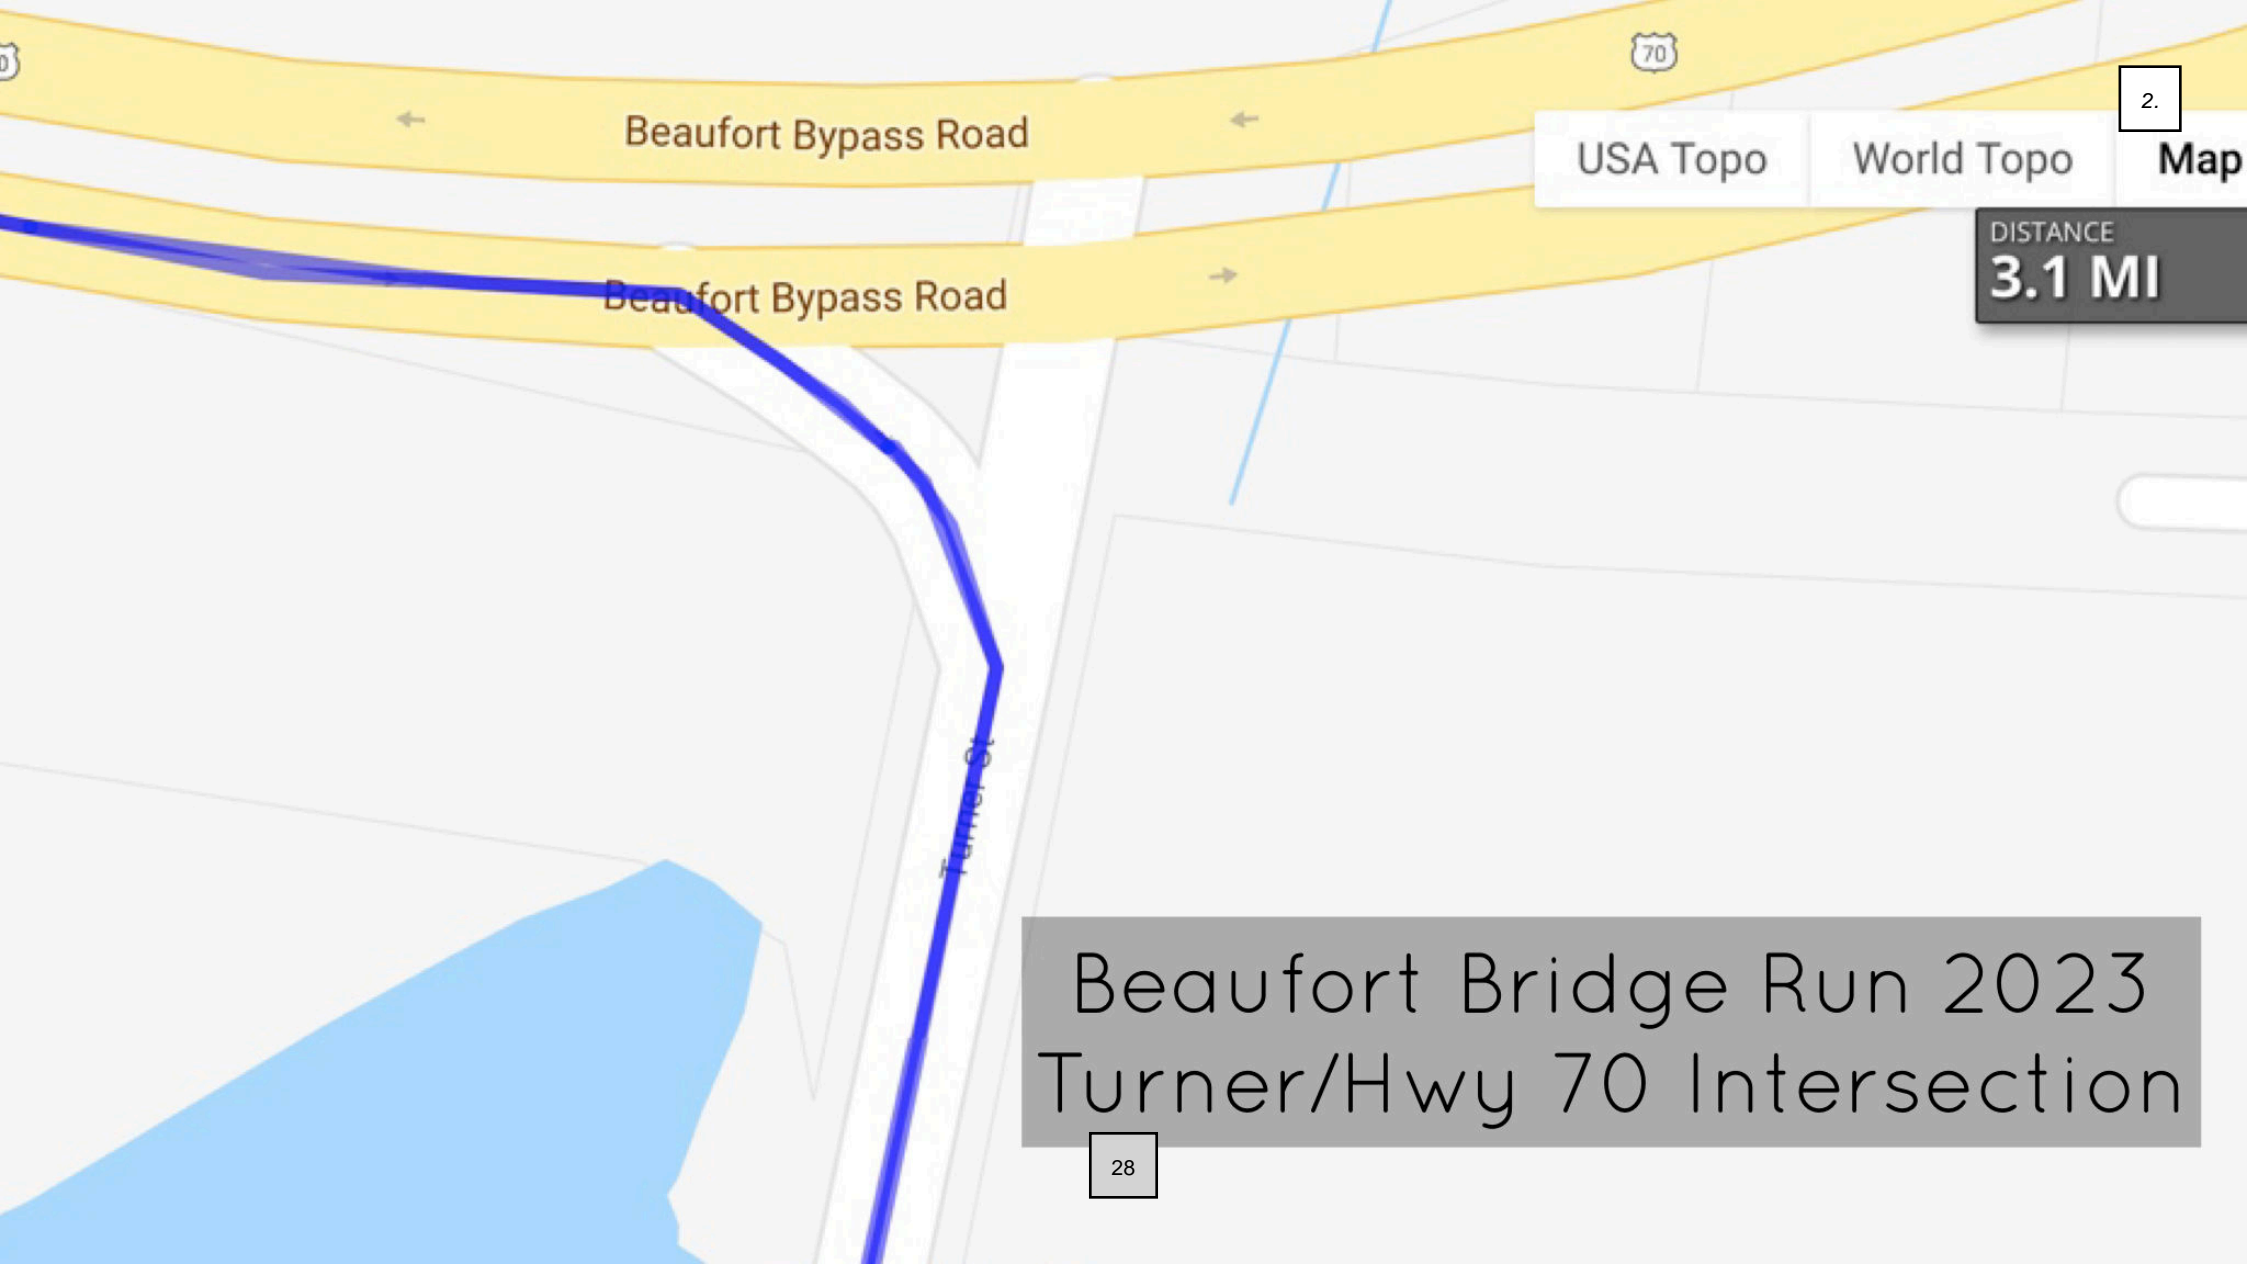 70
2.
Beaufort Bypass Road
USA Topo World Topo Map
DISTANCE
3.1 MI
Beaufort Bypass Road
Turner St
Beaufort Bridge Run 2023
Turner/Hwy 70 Intersection
28